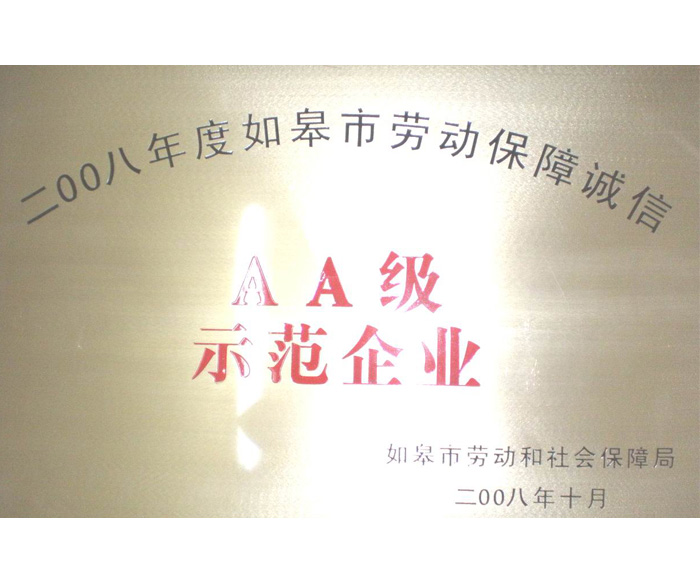 二00八年度如皋市劳动保障诚信
AA级
示范企业
如皋市劳动和社会保障局
二00八年十月